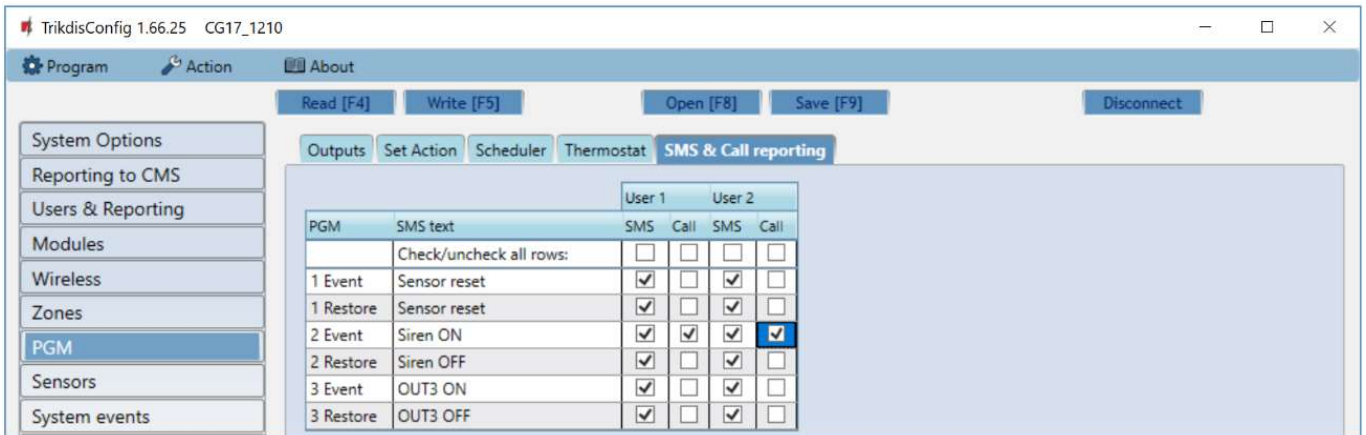 TrikdisConfig 1.66.25 CG17_1210
Program Action About
Read [F4] Write [F5] Open [F8] Save [F9] Disconnect
System Options
Reporting to CMS
Users & Reporting
Modules
Wireless
Zones
PGM
Sensors
System events
Outputs Set Action Scheduler Thermostat SMS & Call reporting
User 1 User 2
PGM SMS text SMS Call SMS Call
Check/uncheck all rows:
1 Event Sensor reset
1 Restore Sensor reset
2 Event Siren ON
2 Restore Siren OFF
3 Event OUT3 ON
3 Restore OUT3 OFF